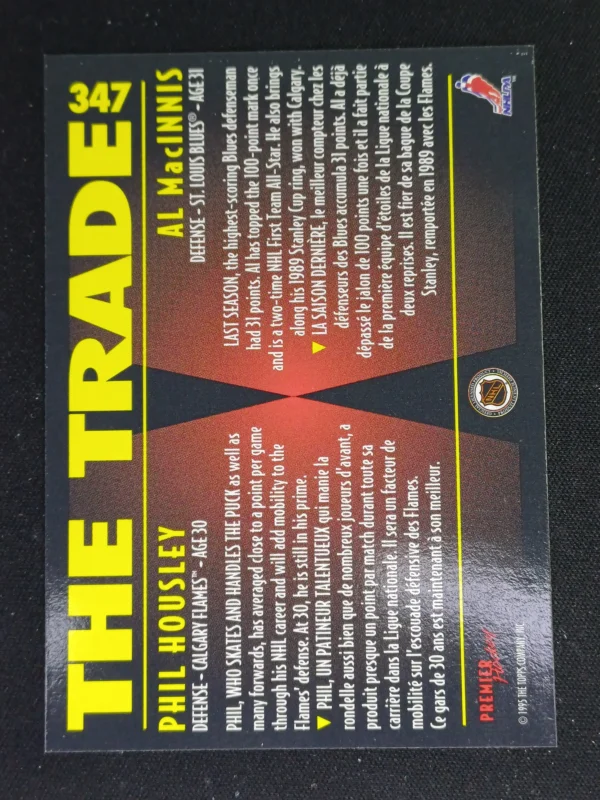 THE TRADE 347
PHIL HOUSLEY
DEFENSE - CALGARY FLAMES™ - AGE 30
PHIL, WHO SKATES AND HANDLES THE PUCK as well as
many forwards, has averaged close to a point per game
through his NHL career and will add mobility to the
Flames' defense. At 30, he is still in his prime.
▼ PHIL, UN PATINEUR TALENTUEUX qui manie la
rondelle aussi bien que de nombreux joueurs d'avant, a
produit presque un point par match durant toute sa
carrière dans la Ligue nationale. Il sera un facteur de
mobilité sur l'escouade défensive des Flames.
Ce gars de 30 ans est maintenant à son meilleur.
AL MacINNIS
DEFENSE - ST. LOUIS BLUES® - AGE 31
LAST SEASON, the highest-scoring Blues defenseman
had 31 points. Al has topped the 100-point mark once
and is a two-time NHL First Team All-Star. He also brings
along his 1989 Stanley Cup ring, won with Calgary.
▼ LA SAISON DERNIÈRE, le meilleur compteur chez les
défenseurs des Blues accumula 31 points. Al a déjà
dépassé le jalon de 100 points une fois et il a fait partie
de la première équipe d'étoiles de la Ligue nationale à
deux reprises. Il est fier de sa bague de la Coupe
Stanley, remportée en 1989 avec les Flames.
PREMIER
© 1995 THE TOPPS COMPANY, INC.
NHL
NHLPA